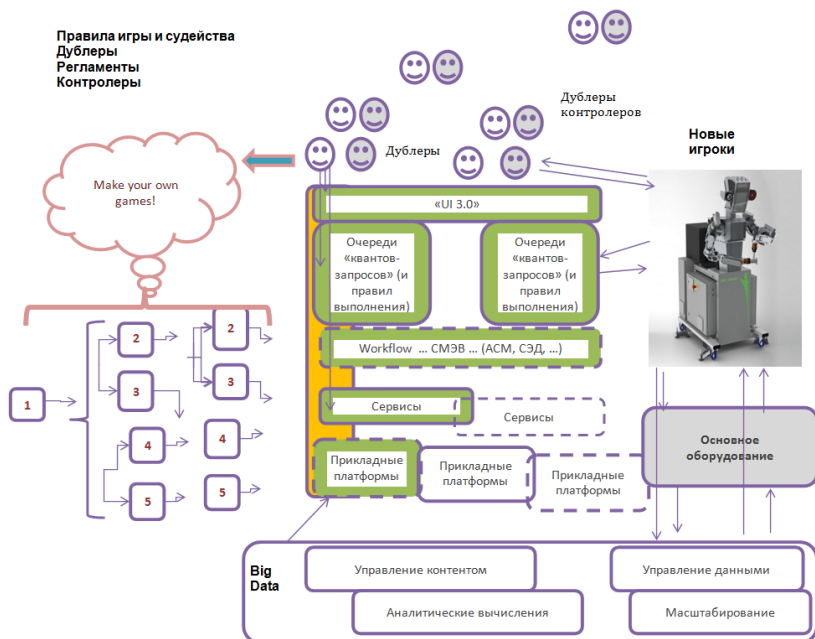 Правила игры и судейства
Дублеры
Регламенты
Контролеры
Дублеры
контролеров
Дублеры
Новые
игроки
Make your own
games!
«UI 3.0»
Очереди
«квантов-
запросов» (и
правил
выполнения)
Очереди
«квантов-
запросов» (и
правил
выполнения)
Workflow ... СМЭВ ... (АСМ, СЭД, ...)
Сервисы
Сервисы
Прикладные
платформы
Прикладные
платформы
Прикладные
платформы
Основное
оборудование
1
2
3
4
5
2
3
4
5
Big
Data
Управление контентом
Управление данными
Аналитические вычисления
Масштабирование